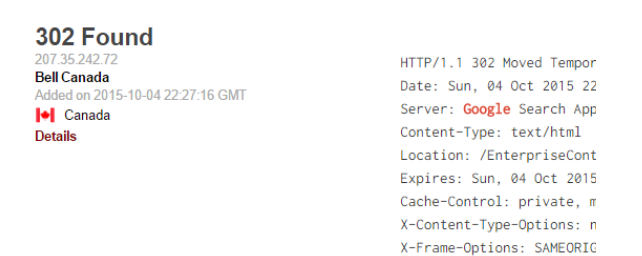 302 Found
207.35.242.72
Bell Canada
Added on 2015-10-04 22:27:16 GMT
Canada
Details
HTTP/1.1 302 Moved Tempor
Date: Sun, 04 Oct 2015 22
Server: Google Search App
Content-Type: text/html
Location: /EnterpriseCont
Expires: Sun, 04 Oct 2015
Cache-Control: private, m
X-Content-Type-Options: n
X-Frame-Options: SAMEORIG